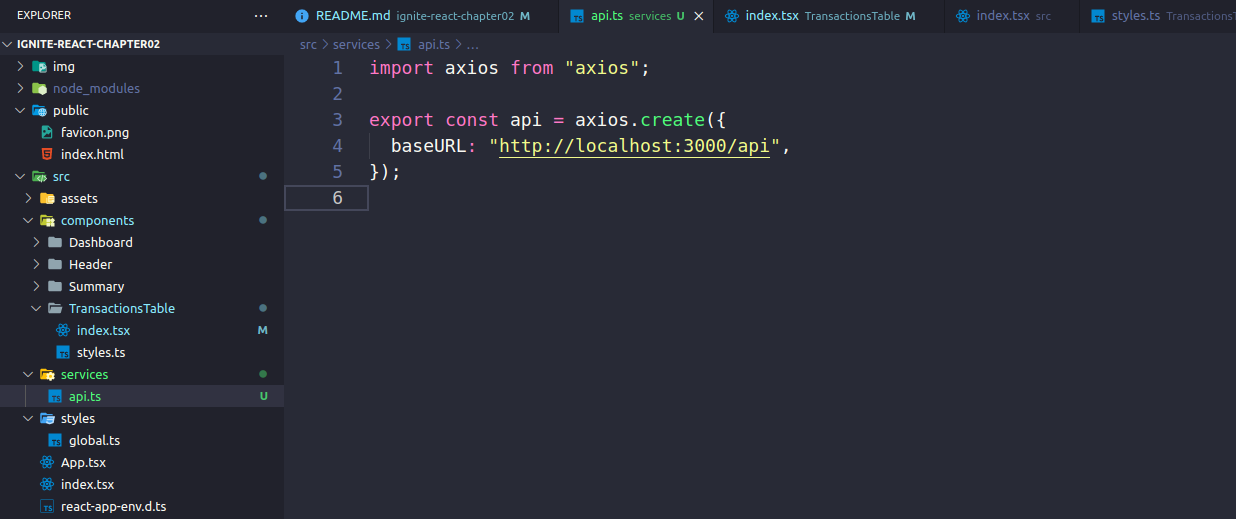 EXPLORER ...
README.md ignite-react-chapter02 M
api.ts services U
index.tsx TransactionsTable M
index.tsx src
styles.ts
IGNITE-REACT-CHAPTER02
img
node_modules
public
favicon.png
index.html
src
assets
components
Dashboard
Header
Summary
TransactionsTable
index.tsx M
styles.ts
services
api.ts U
styles
global.ts
App.tsx
index.tsx
react-app-env.d.ts
src > services > api.ts > ...
1 import axios from "axios";
2
3 export const api = axios.create({
4 baseURL: "http://localhost:3000/api",
5 });
6